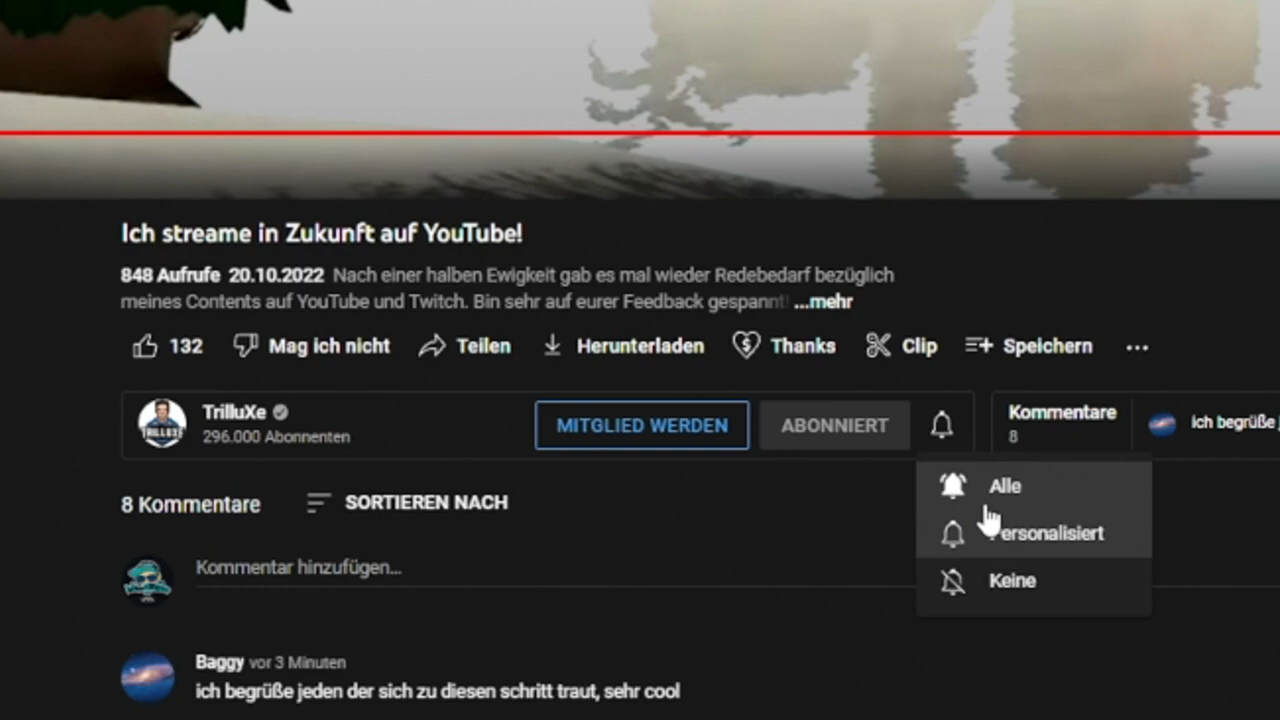 Ich streame in Zukunft auf YouTube!
848 Aufrufe 20.10.2022 Nach einer halben Ewigkeit gab es mal wieder Redebedarf bezüglich
meines Contents auf YouTube und Twitch. Bin sehr auf eurer Feedback gespannt! ...mehr
132 Mag ich nicht Teilen Herunterladen Thanks Clip Speichern
TrilluXe
296.000 Abonnenten
MITGLIED WERDEN
ABONNIERT
Kommentare
8
ich begrüße j
Alle
Personalisiert
Keine
8 Kommentare SORTIEREN NACH
Kommentar hinzufügen...
Baggy vor 3 Minuten
ich begrüße jeden der sich zu diesen schritt traut, sehr cool